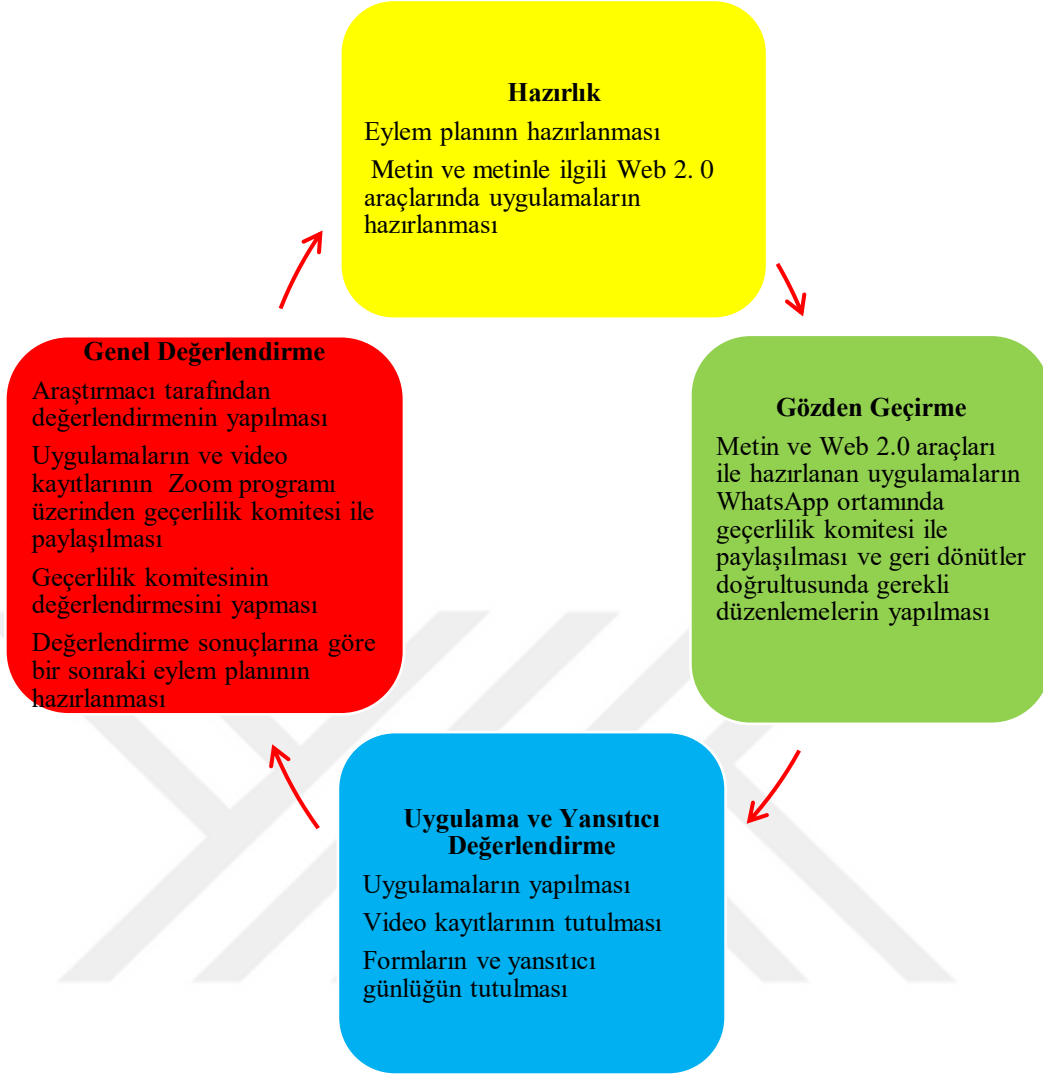 Hazırlık
Eylem planınn hazırlanması
Metin ve metinle ilgili Web 2. 0
araçlarında uygulamaların
hazırlanması
Gözden Geçirme
Metin ve Web 2.0 araçları
ile hazırlanan uygulamaların
WhatsApp ortamında
geçerlilik komitesi ile
paylaşılması ve geri dönütler
doğrultusunda gerekli
düzenlemelerin yapılması
Uygulama ve Yansıtıcı
Değerlendirme
Uygulamaların yapılması
Video kayıtlarının tutulması
Formların ve yansıtıcı
günlüğün tutulması
Genel Değerlendirme
Araştırmacı tarafından
değerlendirmenin yapılması
Uygulamaların ve video
kayıtlarının Zoom programı
üzerinden geçerlilik komitesi ile
paylaşılması
Geçerlilik komitesinin
değerlendirmesini yapması
Değerlendirme sonuçlarına göre
bir sonraki eylem planının
hazırlanması